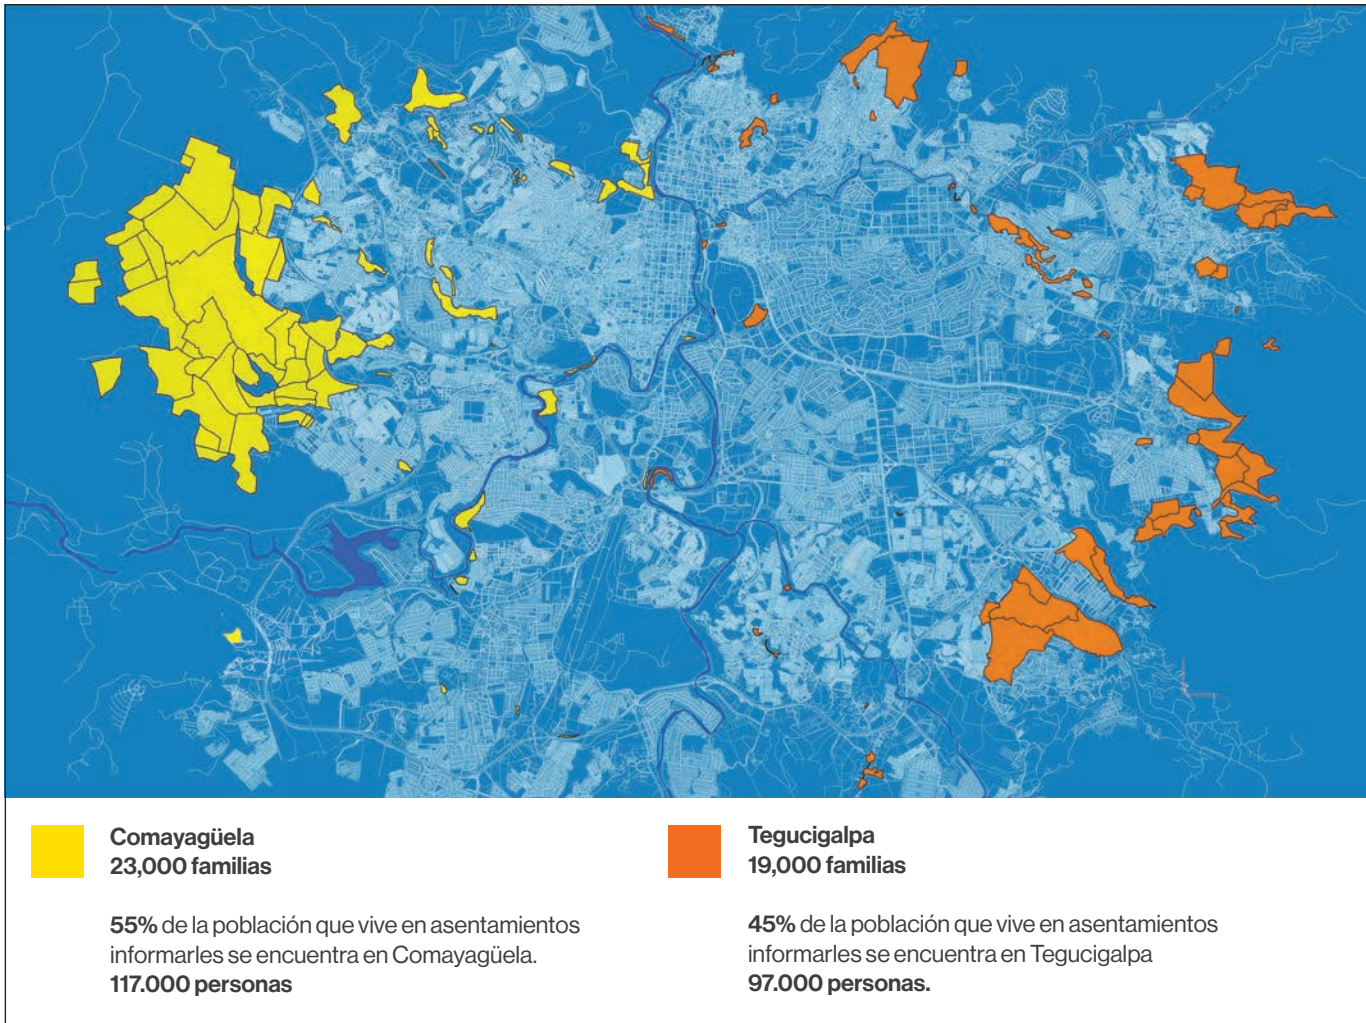 Comayagüela
23,000 familias
55% de la población que vive en asentamientos
informarles se encuentra en Comayagüela.
117.000 personas
Tegucigalpa
19,000 familias
45% de la población que vive en asentamientos
informarles se encuentra en Tegucigalpa
97.000 personas.